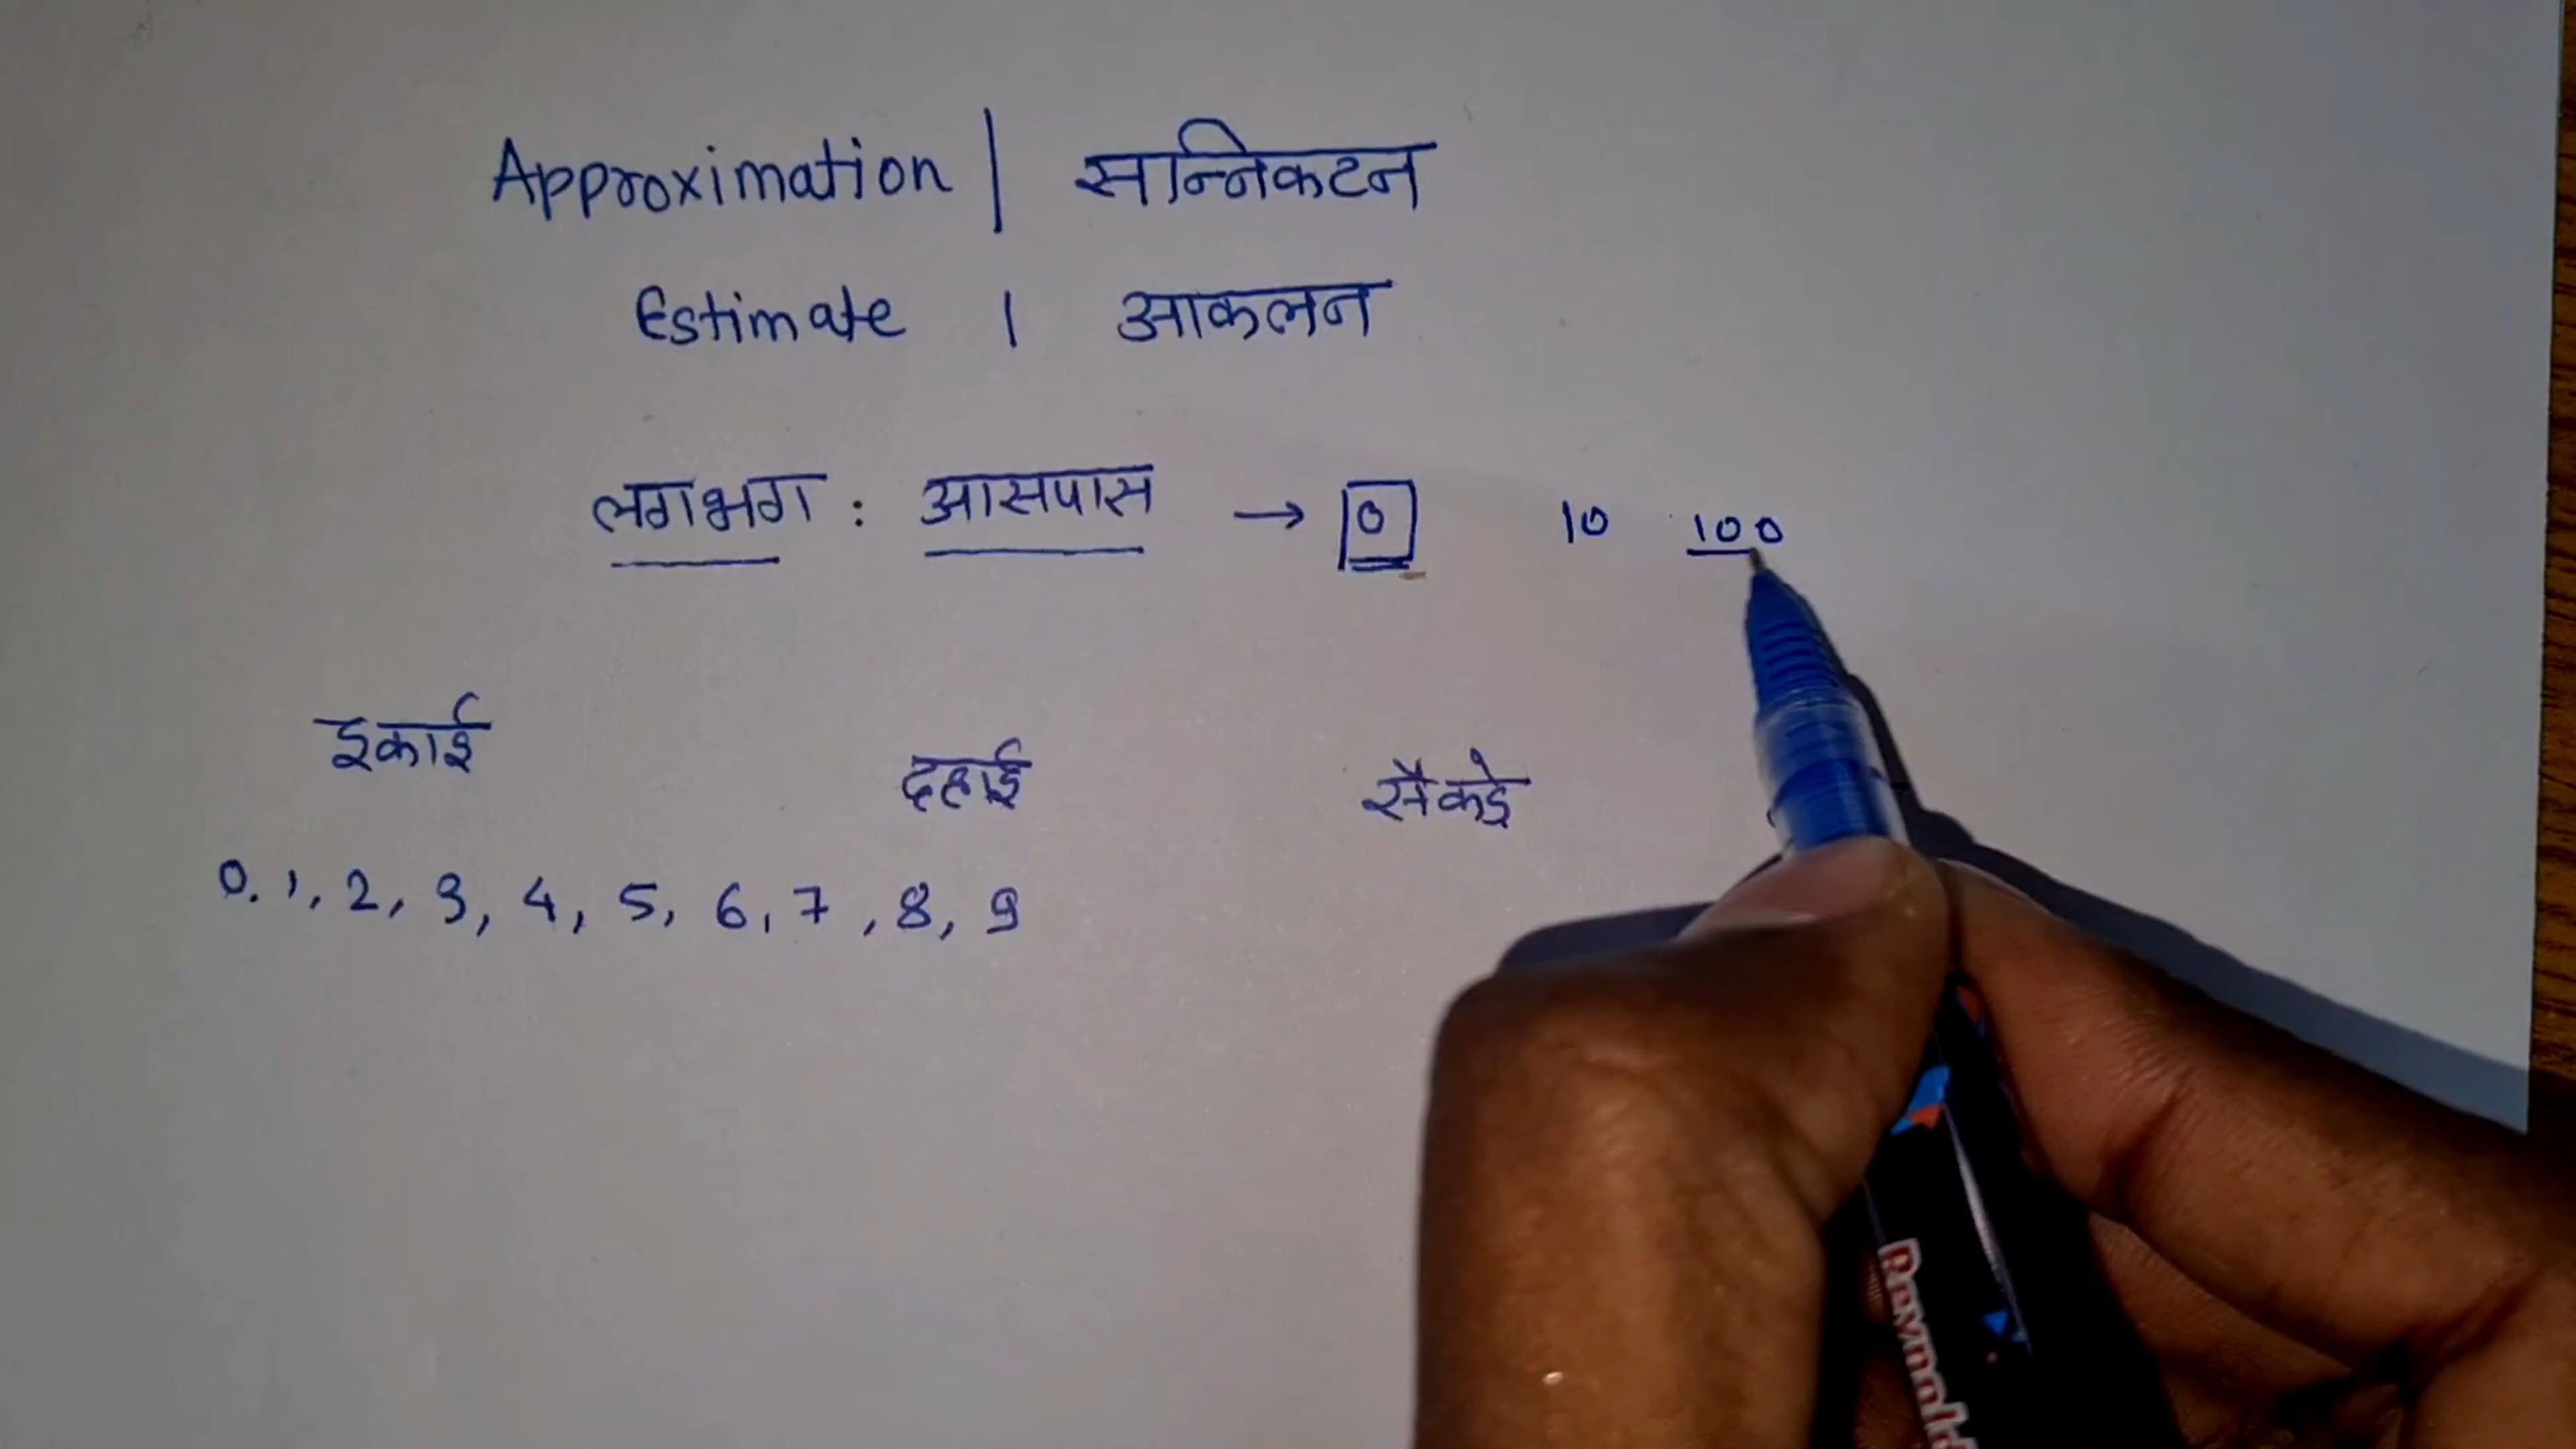 Approximation | सन्निकटन
Estimate | आकलन
लगभग : आसपास → 0 10 100
इकाई दहाई सैकड़े
0. 1, 2, 3, 4, 5, 6, 7, 8, 9